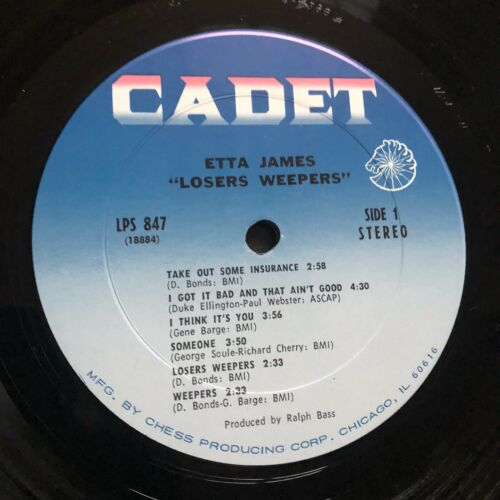 CADET
ETTA JAMES
"LOSERS WEEPERS"
LPS 847
(18884)
SIDE 1
STEREO
TAKE OUT SOME INSURANCE 2:58
(D. Bonds: BMI)
I GOT IT BAD AND THAT AIN'T GOOD 4:30
(Duke Ellington-Paul Webster: ASCAP)
I THINK IT'S YOU 3:56
(Gene Barge: BMI)
SOMEONE 3:50
(George Soule-Richard Cherry: BMI)
LOSERS WEEPERS 2:33
(D. Bonds: BMI)
WEEPERS 2:33
(D. Bonds-G. Barge: BMI)
Produced by Ralph Bass
MFG. BY CHESS PRODUCING CORP. CHICAGO, IL 60616